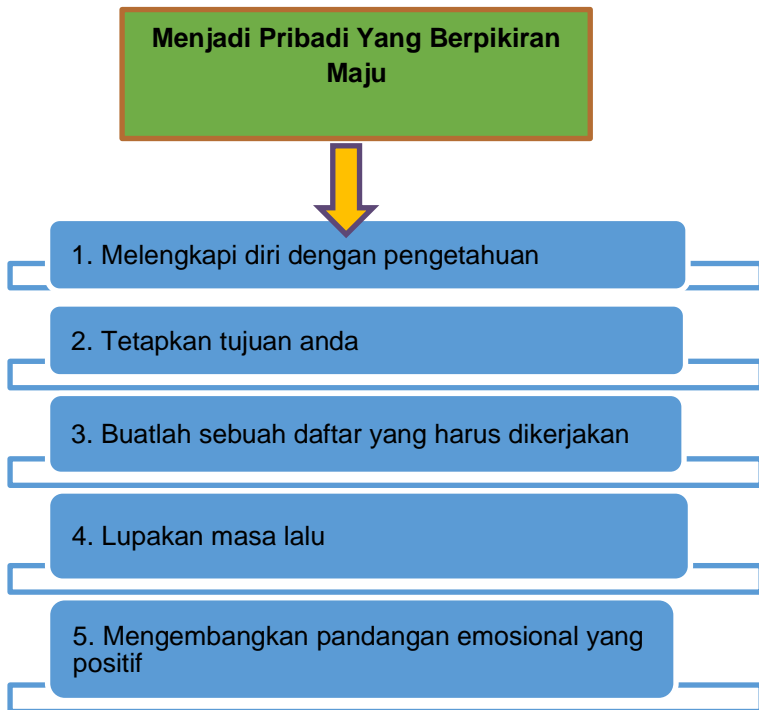 Menjadi Pribadi Yang Berpikiran
Maju
1. Melengkapi diri dengan pengetahuan
2. Tetapkan tujuan anda
3. Buatlah sebuah daftar yang harus dikerjakan
4. Lupakan masa lalu
5. Mengembangkan pandangan emosional yang
positif